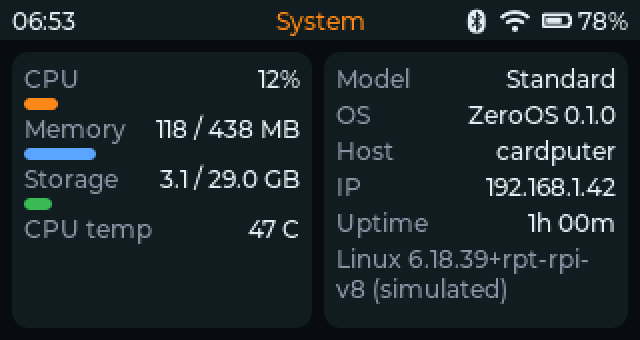 06:53 System 78%
CPU 12%
Memory 118 / 438 MB
Storage 3.1 / 29.0 GB
CPU temp 47 C
Model Standard
OS ZeroOS 0.1.0
Host cardputer
IP 192.168.1.42
Uptime 1h 00m
Linux 6.18.39+rpt-rpi-
v8 (simulated)